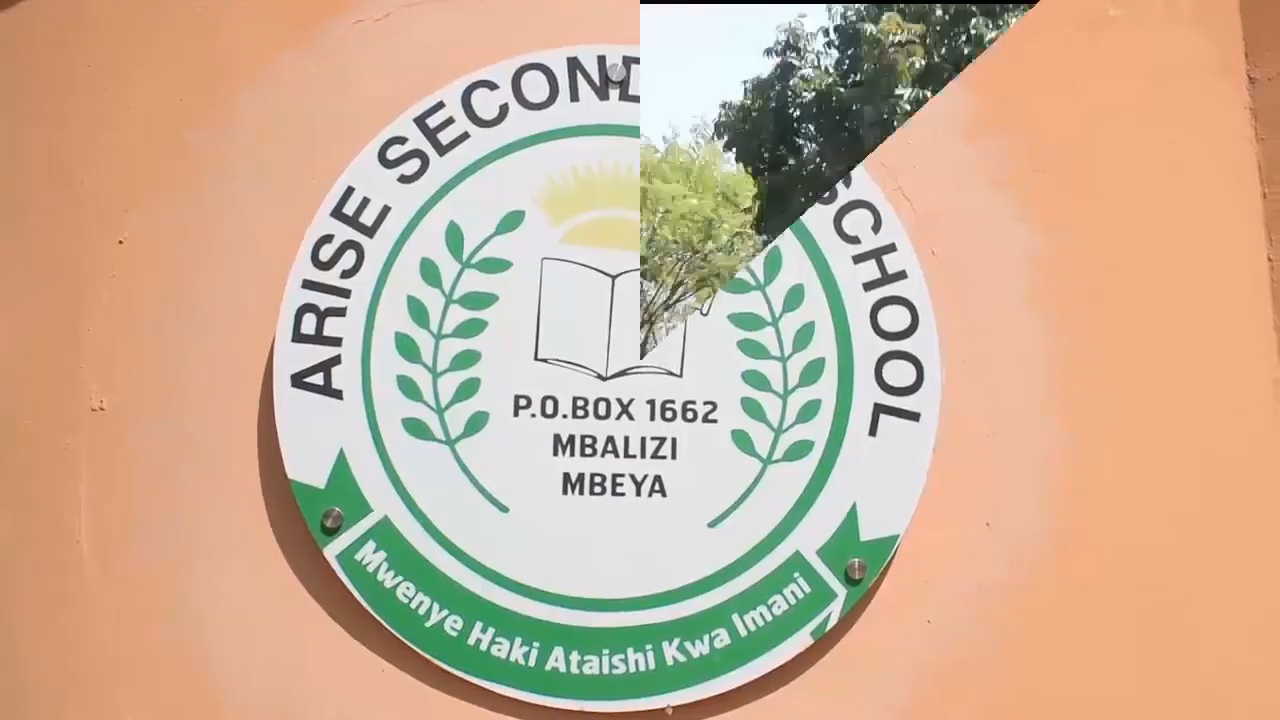 ARISE SECOND SCHOOL
P.O.BOX 1662
MBALIZI
MBEYA
Mwenye Haki Ataishi Kwa Imani